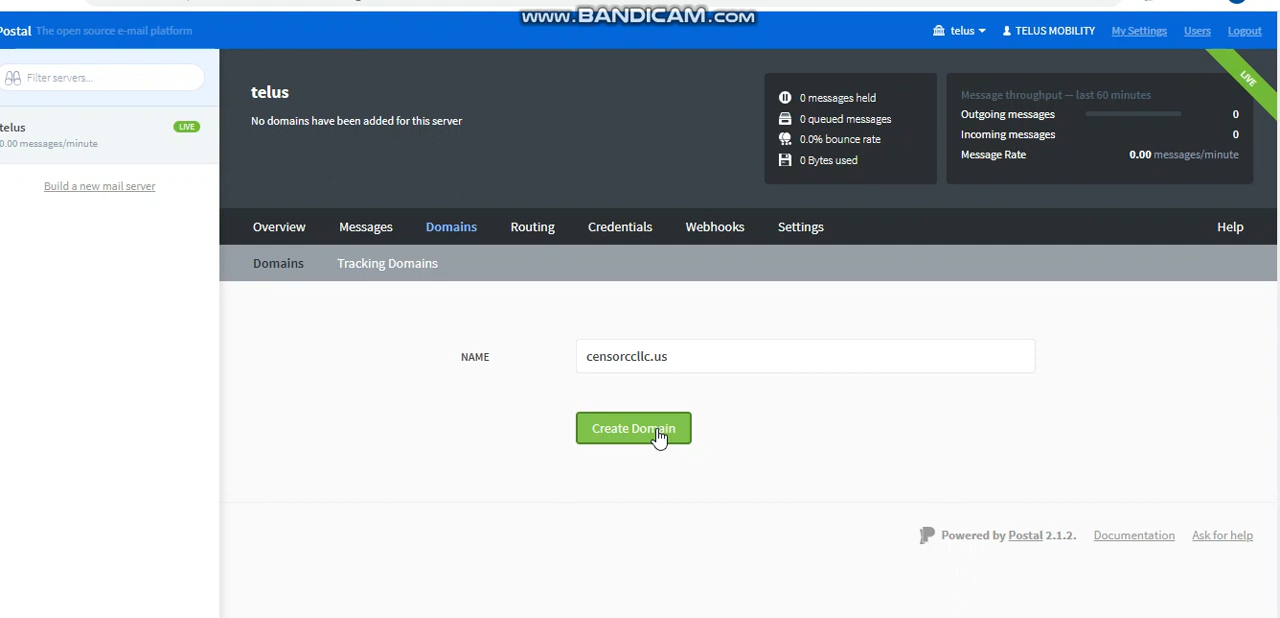 www.BANDICAM.com
Postal The open source e-mail platform
telus
TELUS MOBILITY
My Settings
Users
Logout
Filter servers...
telus
LIVE
0.00 messages/minute
Build a new mail server
telus
No domains have been added for this server
0 messages held
0 queued messages
0.0% bounce rate
0 Bytes used
Message throughput — last 60 minutes
Outgoing messages 0
Incoming messages 0
Message Rate 0.00 messages/minute
LIVE
Overview Messages Domains Routing Credentials Webhooks Settings Help
Domains Tracking Domains
NAME censorccllc.us
Create Domain
Powered by Postal 2.1.2. Documentation Ask for help